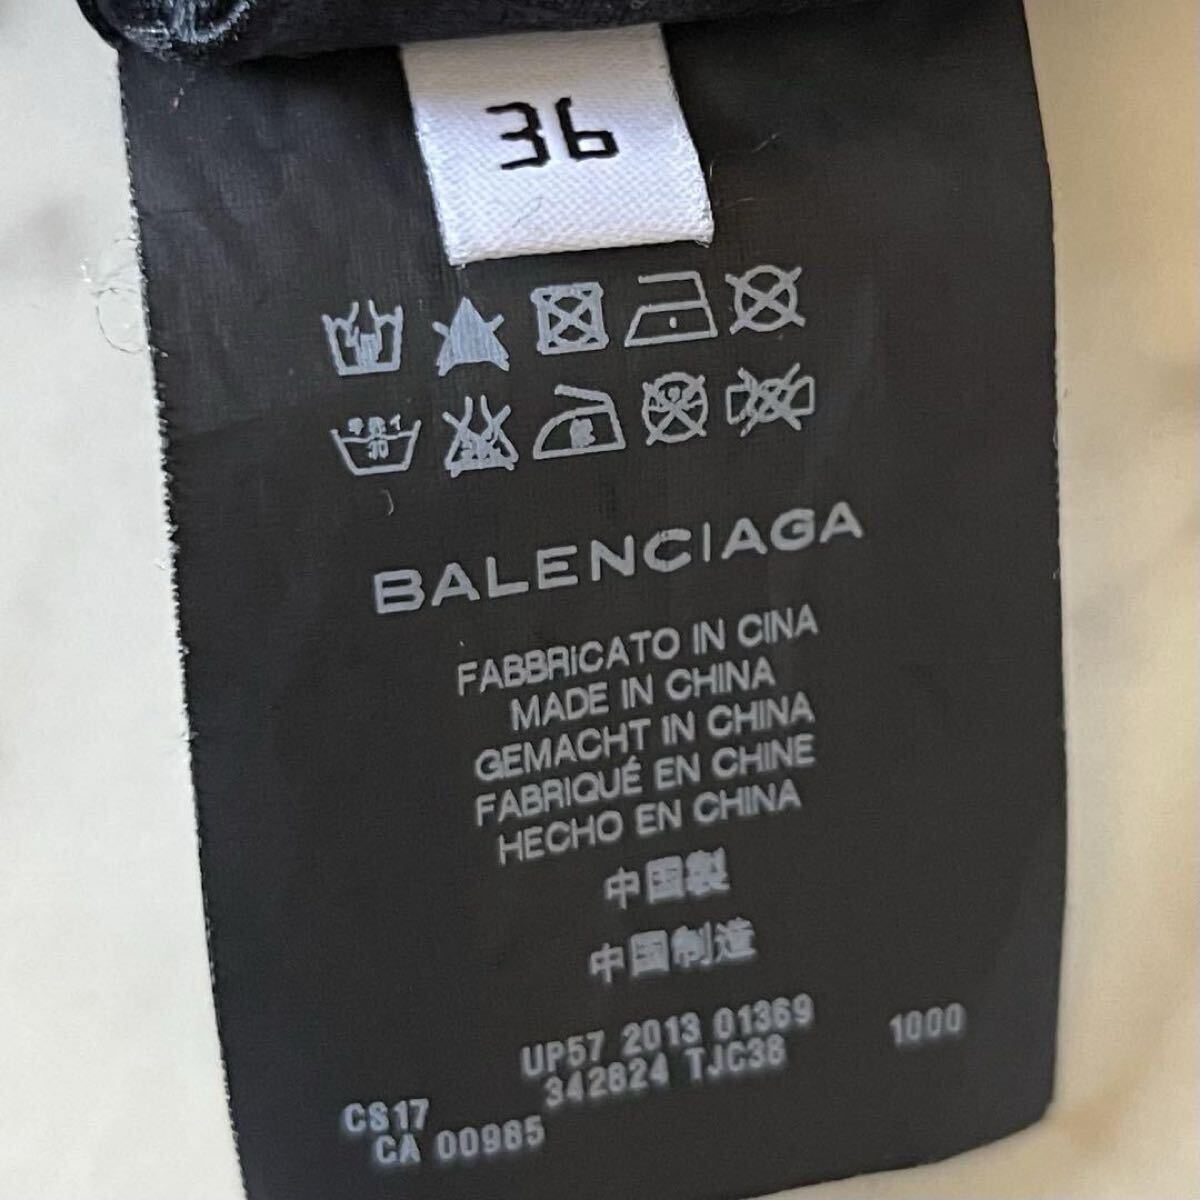 36
BALENCIAGA
FABBRICATO IN CINA
MADE IN CHINA
GEMACHT IN CHINA
FABRIQUÉ EN CHINE
HECHO EN CHINA
中国製
中国制造
UP57 2013 01369
342824 TJC38
1000
CS17
CA 00985